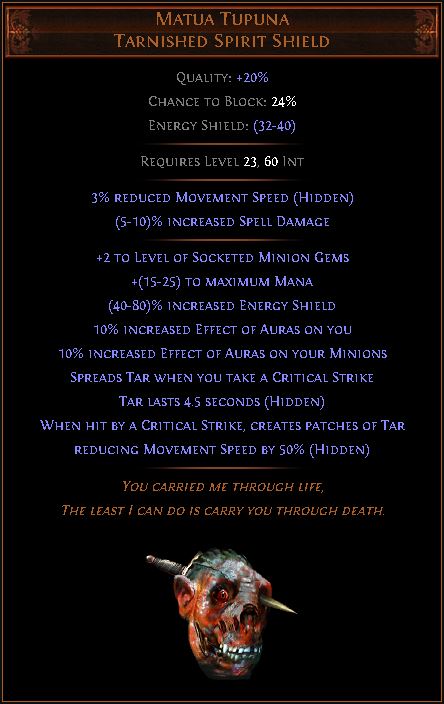 Matua Tupuna
Tarnished Spirit Shield
Quality: +20%
Chance to Block: 24%
Energy Shield: (32-40)
Requires Level 23, 60 Int
3% reduced Movement Speed (Hidden)
(5-10)% increased Spell Damage
+2 to Level of Socketed Minion Gems
+(15-25) to maximum Mana
(40-80)% increased Energy Shield
10% increased Effect of Auras on you
10% increased Effect of Auras on your Minions
Spreads Tar when you take a Critical Strike
Tar lasts 4.5 seconds (Hidden)
When hit by a Critical Strike, creates patches of Tar
reducing Movement Speed by 50% (Hidden)
You carried me through life,
The least I can do is carry you through death.